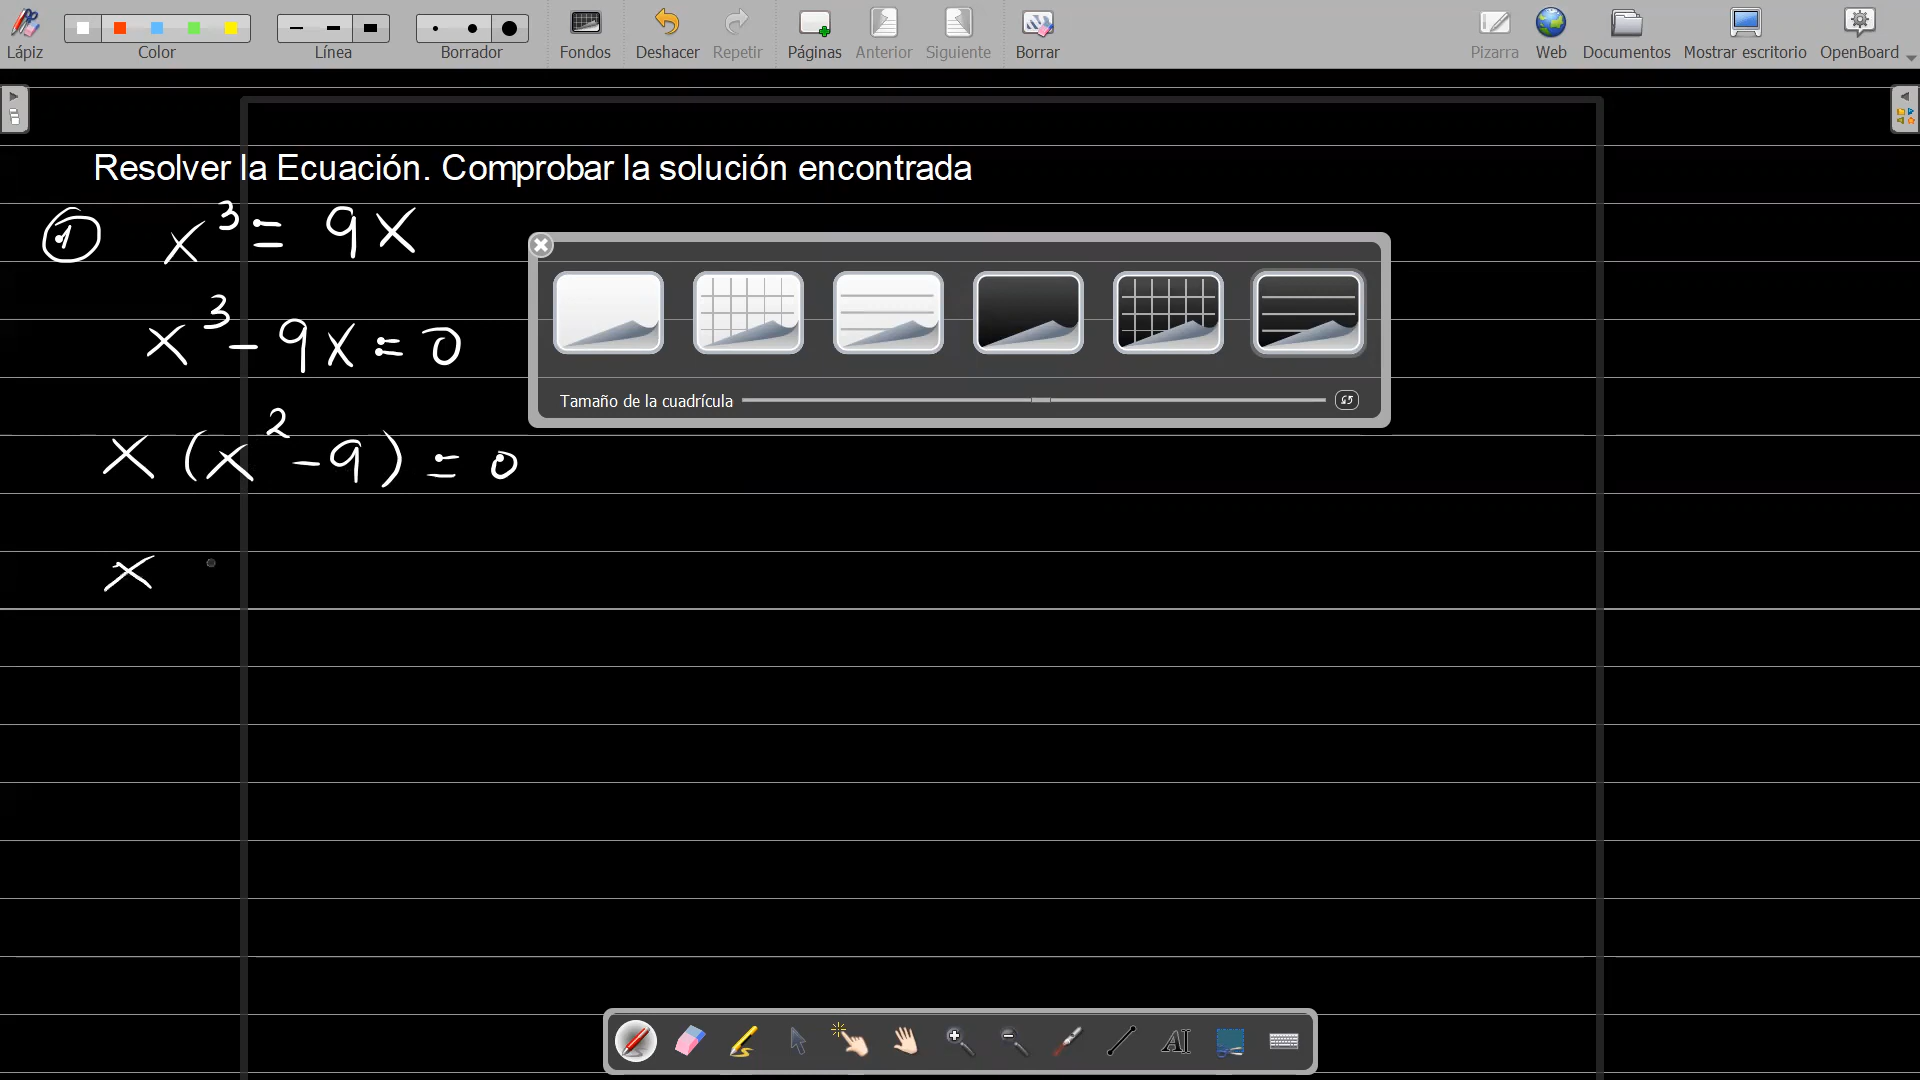 Lápiz Color Línea Borrador Fondos Deshacer Repetir Páginas Anterior Siguiente Borrar Pizarra Web Documentos Mostrar escritorio OpenBoard
Resolver la Ecuación. Comprobar la solución encontrada
① x³ = 9x
x³ - 9x = 0
Tamaño de la cuadrícula
x (x² - 9) = 0
x
AI